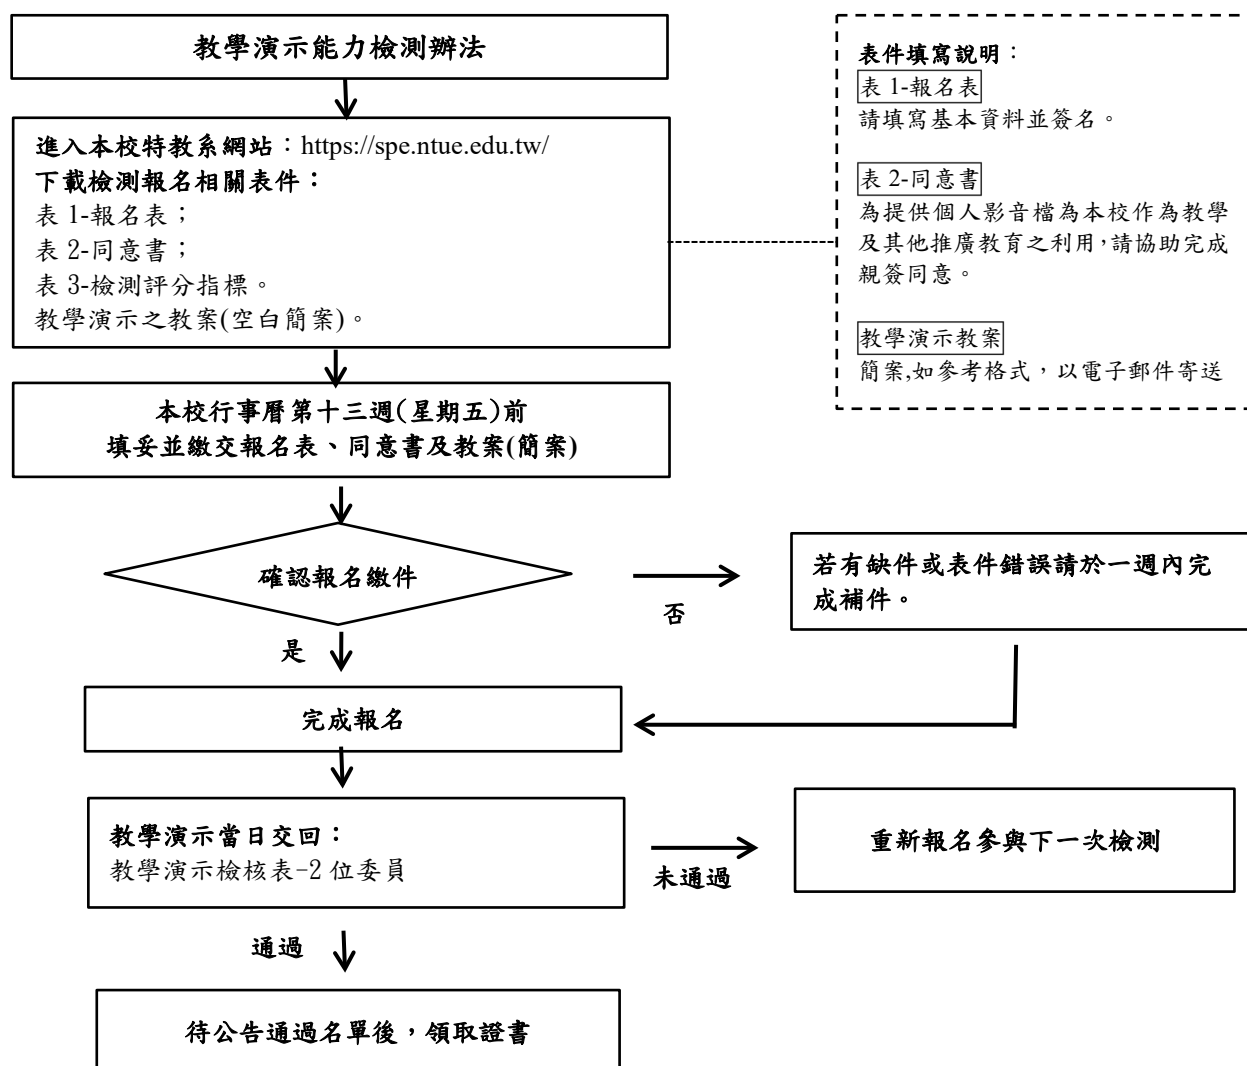 教學演示能力檢測辦法
進入本校特教系網站：https://spe.ntue.edu.tw/
下載檢測報名相關表件：
表 1-報名表；
表 2-同意書；
表 3-檢測評分指標。
教學演示之教案(空白簡案)。
表件填寫說明：
表 1-報名表
請填寫基本資料並簽名。
表 2-同意書
為提供個人影音檔為本校作為教學
及其他推廣教育之利用，請協助完成
親簽同意。
教學演示教案
簡案,如參考格式，以電子郵件寄送
本校行事曆第十三週(星期五)前
填妥並繳交報名表、同意書及教案(簡案)
確認報名繳件
否
若有缺件或表件錯誤請於一週內完
成補件。
是
完成報名
教學演示當日交回：
教學演示檢核表-2 位委員
未通過
重新報名參與下一次檢測
通過
待公告通過名單後，領取證書